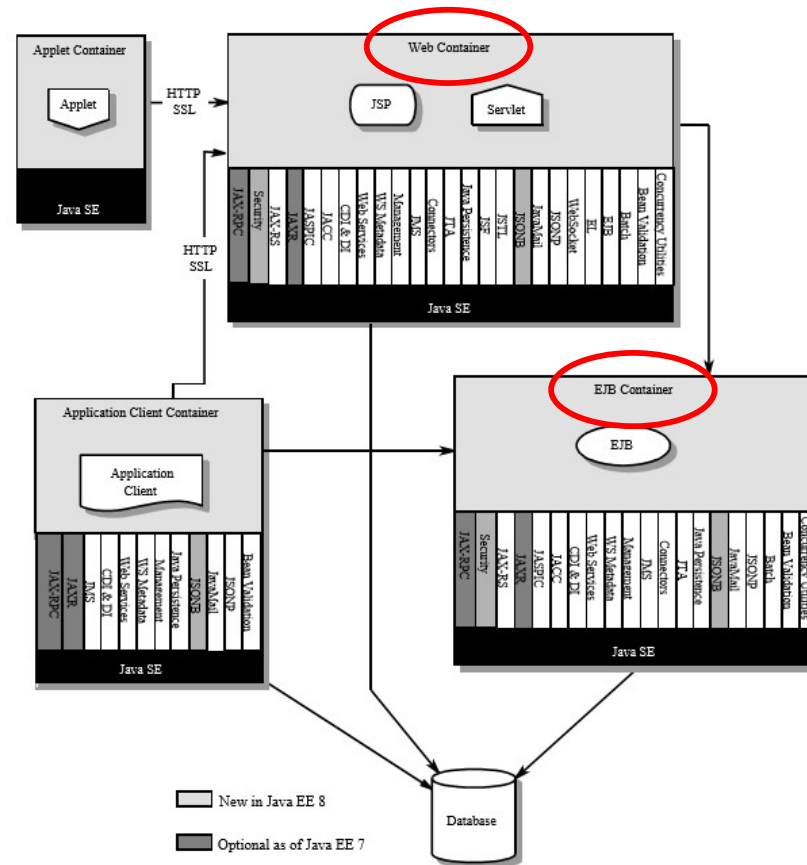 Applet Container
Applet
Java SE
HTTP
SSL
Web Container
JSP
Servlet
JAX-RPC
Security
JAX-RS
JAXR
JASPIC
JACC
CDI & DI
Web Services
WS Metadata
Management
JMS
Connectors
JTA
Java Persistence
JSF
JSTL
JSONB
JavaMail
JSONP
WebSocket
EL
EJB
Batch
Bean Validation
Concurency Utilities
Java SE
HTTP
SSL
Application Client Container
Application
Client
JAX-RPC
JAXR
JMS
CDI & DI
Web Services
WS Metadata
Management
Java Persistence
JSONB
JavaMail
JSONP
Bean Validation
Java SE
EJB Container
EJB
JAX-RPC
Security
JAX-RS
JAXR
JASPIC
JACC
CDI & DI
Web Services
WS Metadata
Management
JMS
Connectors
JTA
Java Persistence
JSONB
JavaMail
JSONP
Batch
Bean Validation
Concurrency Utilities
Java SE
Database
New in Java EE 8
Optional as of Java EE 7